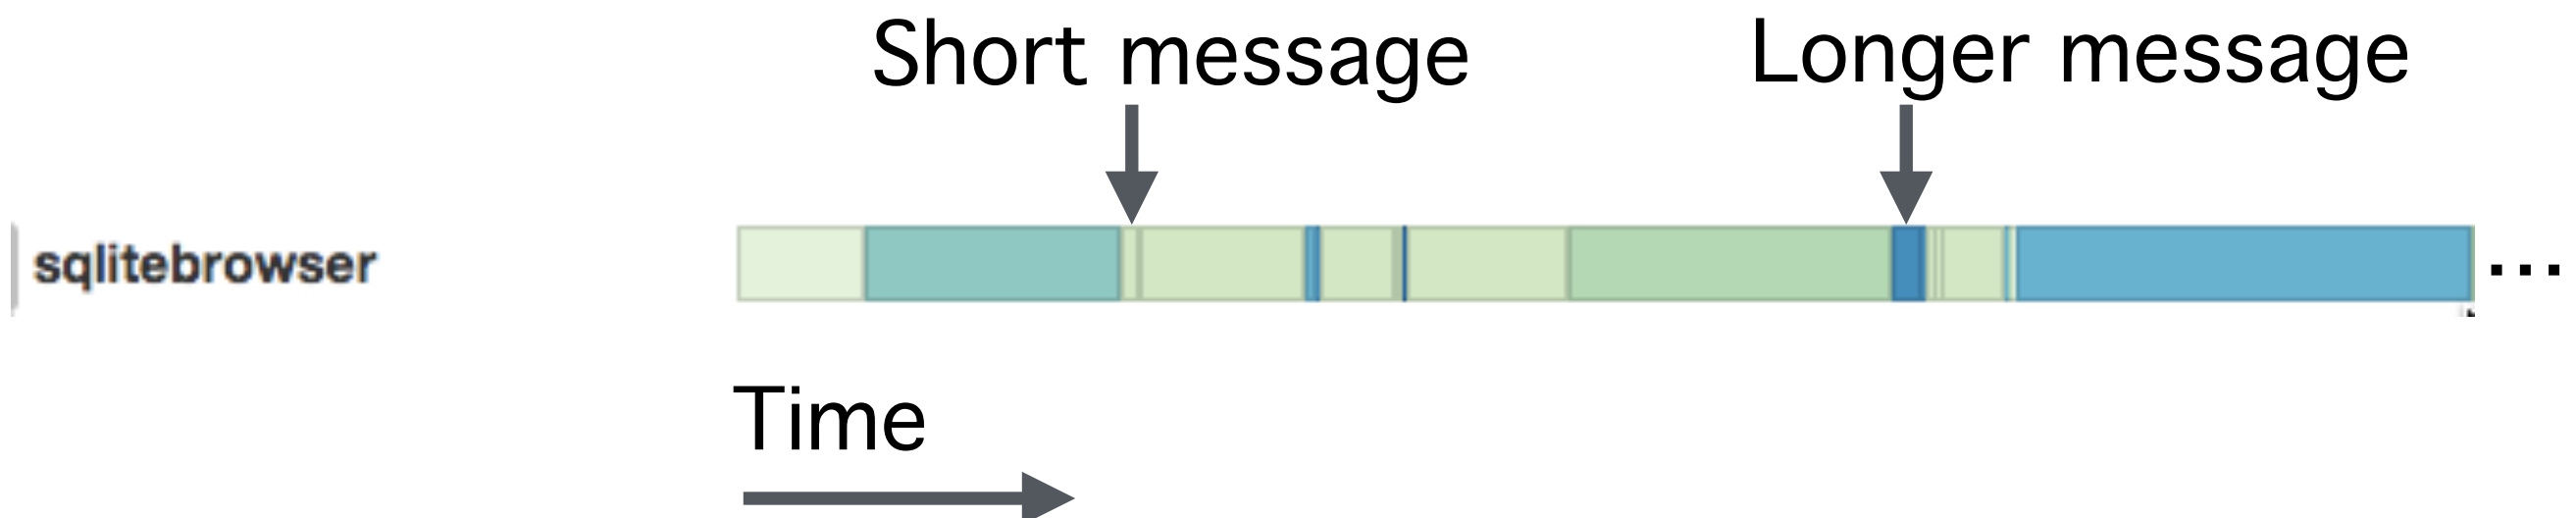 Short message
Longer message
sqlitebrowser
...
Time